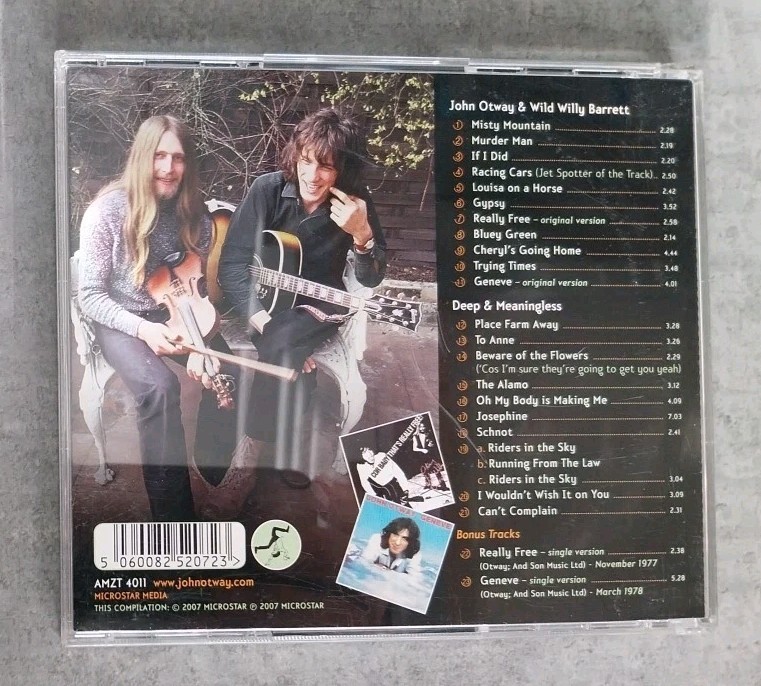 John Otway & Wild Willy Barrett
1 Misty Mountain 2.28
2 Murder Man 2.19
3 If I Did 2.20
4 Racing Cars (Jet Spotter of the Track) 2.50
5 Louisa on a Horse 2.42
6 Gypsy 3.52
7 Really Free – original version 2.58
8 Bluey Green 2.14
9 Cheryl's Going Home 4.44
10 Trying Times 3.48
11 Geneve – original version 4.01
Deep & Meaningless
12 Place Farm Away 3.28
13 To Anne 3.26
14 Beware of the Flowers 2.29
('Cos I'm sure they're going to get you yeah)
15 The Alamo 3.12
16 Oh My Body is Making Me 4.09
17 Josephine 7.03
18 Schnot 2.41
19 a. Riders in the Sky
b. Running From The Law
c. Riders in the Sky 3.04
20 I Wouldn't Wish It on You 3.09
21 Can't Complain 2.31
Bonus Tracks
22 Really Free – single version 2.38
(Otway; And Son Music Ltd) - November 1977
23 Geneve – single version 5.28
(Otway; And Son Music Ltd) - March 1978
COR BABY THAT'S REALLY FREE!
JOHN OTWAY GENEVE
5 060082 520723 >
AMZT 4011 www.johnotway.com
MICROSTAR MEDIA
THIS COMPILATION: © 2007 MICROSTAR ℗ 2007 MICROSTAR